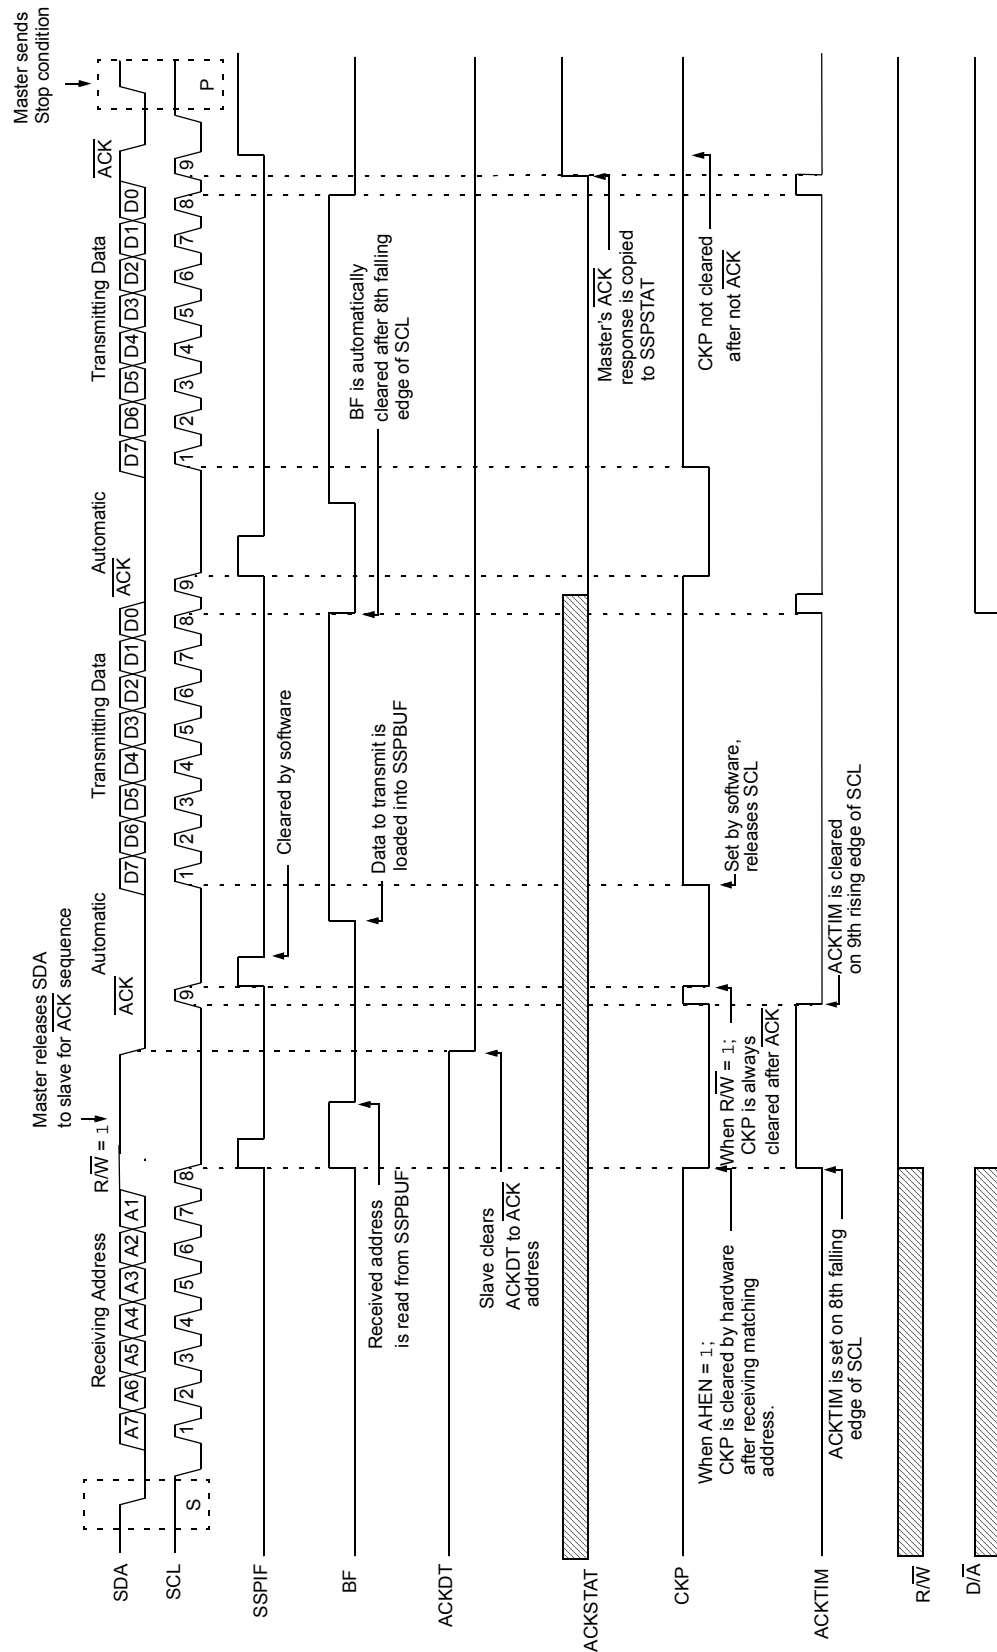 Master sends
Stop condition
Master releases SDA
to slave for ACK sequence
Receiving Address
R/W = 1
ACK
Automatic
Transmitting Data
ACK
Automatic
Transmitting Data
ACK
SDA
A7 A6 A5 A4 A3 A2 A1
D7 D6 D5 D4 D3 D2 D1 D0
D7 D6 D5 D4 D3 D2 D1 D0
SCL
S
1 2 3 4 5 6 7 8 9
1 2 3 4 5 6 7 8 9
1 2 3 4 5 6 7 8 9
P
SSPIF
Cleared by software
BF
Received address
is read from SSPBUF
Data to transmit is
loaded into SSPBUF
BF is automatically
cleared after 8th falling
edge of SCL
ACKDT
Slave clears
ACKDT to ACK
address
ACKSTAT
Master's ACK
response is copied
to SSPSTAT
CKP
When AHEN = 1;
CKP is cleared by hardware
after receiving matching
address.
When R/W = 1;
CKP is always
cleared after ACK
Set by software,
releases SCL
CKP not cleared
after not ACK
ACKTIM
ACKTIM is set on 8th falling
edge of SCL
ACKTIM is cleared
on 9th rising edge of SCL
R/W
D/A